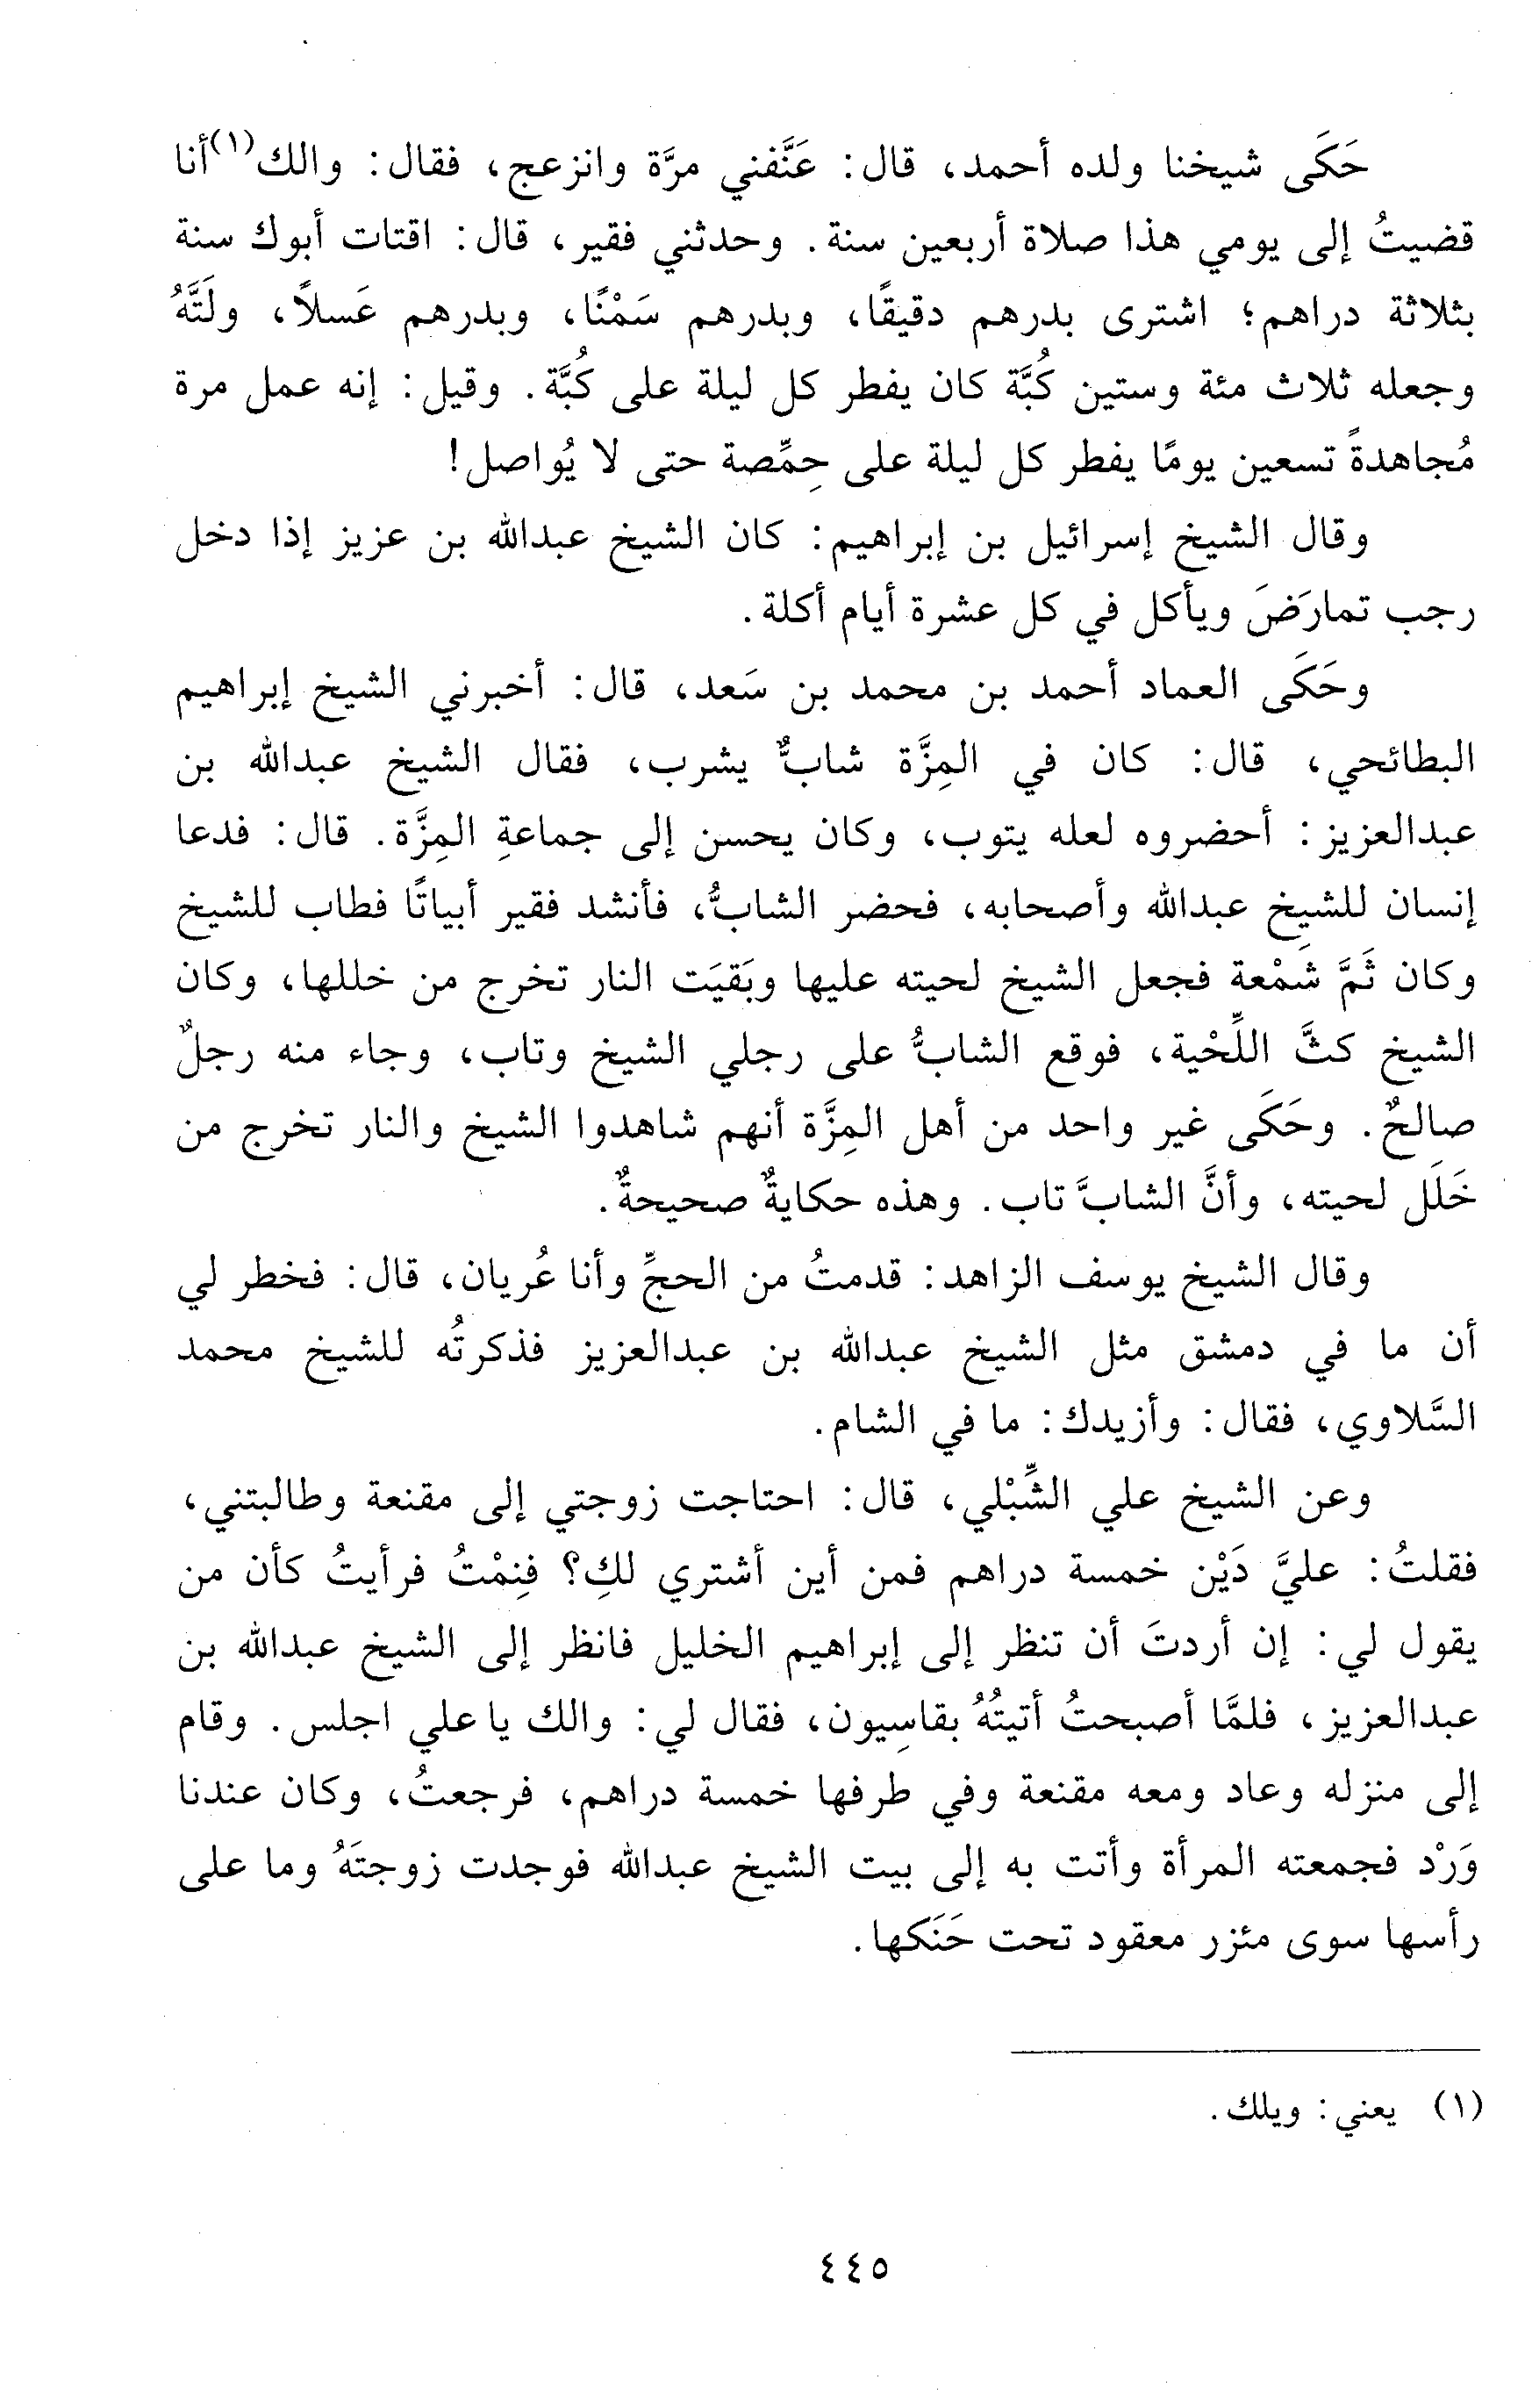 حَكَى شيخنا ولده أحمد، قال: عَنَّفني مرَّة وانزعج، فقال: والك(١) أنا
قضيتُ إلى يومي هذا صلاة أربعين سنة. وحدثني فقير، قال: اقتات أبوك سنة
بثلاثة دراهم؛ اشترى بدرهم دقيقًا، وبدرهم سَمْنًا، وبدرهم عَسلاً، ولَتَّهُ
وجعله ثلاث مئة وستين كُبَّة كان يفطر كل ليلة على كُبَّة. وقيل: إنه عمل مرة
مُجاهدةً تسعين يومًا يفطر كل ليلة على حِمِّصة حتى لا يُواصل!
وقال الشيخ إسرائيل بن إبراهيم: كان الشيخ عبدالله بن عزيز إذا دخل
رجب تمارَضَ ويأكل في كل عشرة أيام أكلة.
وحَكَى العماد أحمد بن محمد بن سَعد، قال: أخبرني الشيخ إبراهيم
البطائحي، قال: كان في المِزَّة شابٌّ يشرب، فقال الشيخ عبدالله بن
عبدالعزيز: أحضروه لعله يتوب، وكان يحسن إلى جماعةِ المِزَّة. قال: فدعا
إنسان للشيخ عبدالله وأصحابه، فحضر الشابُّ، فأنشد فقير أبياتًا فطاب للشيخ
وكان ثَمَّ شَمْعة فجعل الشيخ لحيته عليها وبَقيَت النار تخرج من خللها، وكان
الشيخ كثَّ اللِّحْية، فوقع الشابُّ على رجلي الشيخ وتاب، وجاء منه رجلٌ
صالحٌ. وحَكَى غير واحد من أهل المِزَّة أنهم شاهدوا الشيخ والنار تخرج من
خَلَل لحيته، وأنَّ الشابَّ تاب. وهذه حكايةٌ صحيحةٌ.
وقال الشيخ يوسف الزاهد: قدمتُ من الحجِّ وأنا عُريان، قال: فخطر لي
أن ما في دمشق مثل الشيخ عبدالله بن عبدالعزيز فذكرتُه للشيخ محمد
السَّلاوي، فقال: وأزيدك: ما في الشام.
وعن الشيخ علي الشِّبْلي، قال: احتاجت زوجتي إلى مقنعة وطالبتني،
فقلتُ: عليَّ دَيْن خمسة دراهم فمن أين أشتري لكِ؟ فنِمْتُ فرأيتُ كأن من
يقول لي: إن أردتَ أن تنظر إلى إبراهيم الخليل فانظر إلى الشيخ عبدالله بن
عبدالعزيز، فلمَّا أصبحتُ أتيتُهُ بقاسِيون، فقال لي: والك يا علي اجلس. وقام
إلى منزله وعاد ومعه مقنعة وفي طرفها خمسة دراهم، فرجعتُ، وكان عندنا
وَرْد فجمعته المرأة وأتت به إلى بيت الشيخ عبدالله فوجدت زوجتَهُ وما على
رأسها سوى مئزر معقود تحت حَنَكها.
(١) يعني: ويلك.
٤٤٥